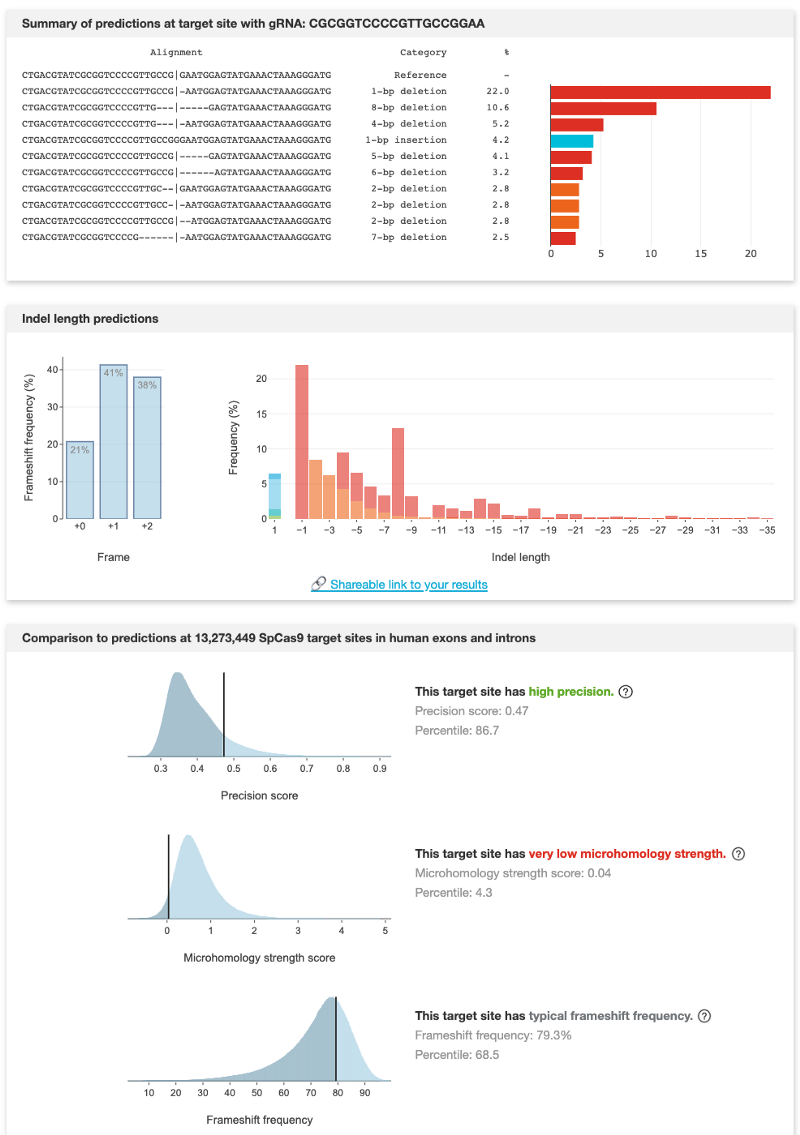 Summary of predictions at target site with gRNA: CGCGGTCCCCGTTGCCGGAA
Alignment Category %
CTGACGTATCGCGGTCCCCGTTGCCG|GAATGGAGTATGAAACTAAAGGGATG Reference –
CTGACGTATCGCGGTCCCCGTTGCCG|-AATGGAGTATGAAACTAAAGGGATG 1-bp deletion 22.0
CTGACGTATCGCGGTCCCCGTTG---|-----GAGTATGAAACTAAAGGGATG 8-bp deletion 10.6
CTGACGTATCGCGGTCCCCGTTG---|-AATGGAGTATGAAACTAAAGGGATG 4-bp deletion 5.2
CTGACGTATCGCGGTCCCCGTTGCCGGGAATGGAGTATGAAACTAAAGGGATG 1-bp insertion 4.2
CTGACGTATCGCGGTCCCCGTTGCCG|-----GAGTATGAAACTAAAGGGATG 5-bp deletion 4.1
CTGACGTATCGCGGTCCCCGTTGCCG|------AGTATGAAACTAAAGGGATG 6-bp deletion 3.2
CTGACGTATCGCGGTCCCCGTTGC--|GAATGGAGTATGAAACTAAAGGGATG 2-bp deletion 2.8
CTGACGTATCGCGGTCCCCGTTGCC-|-AATGGAGTATGAAACTAAAGGGATG 2-bp deletion 2.8
CTGACGTATCGCGGTCCCCGTTGCCG|--ATGGAGTATGAAACTAAAGGGATG 2-bp deletion 2.8
CTGACGTATCGCGGTCCCCG------|-AATGGAGTATGAAACTAAAGGGATG 7-bp deletion 2.5
0 5 10 15 20
Indel length predictions
Frameshift frequency (%)
40
30
20
10
0
21% 41% 38%
+0 +1 +2
Frame
Frequency (%)
20
15
10
5
0
1 −1 −3 −5 −7 −9 −11 −13 −15 −17 −19 −21 −23 −25 −27 −29 −31 −33 −35
Indel length
Shareable link to your results
Comparison to predictions at 13,273,449 SpCas9 target sites in human exons and introns
0.3 0.4 0.5 0.6 0.7 0.8 0.9
Precision score
This target site has high precision. ?
Precision score: 0.47
Percentile: 86.7
0 1 2 3 4 5
Microhomology strength score
This target site has very low microhomology strength. ?
Microhomology strength score: 0.04
Percentile: 4.3
10 20 30 40 50 60 70 80 90
Frameshift frequency
This target site has typical frameshift frequency. ?
Frameshift frequency: 79.3%
Percentile: 68.5